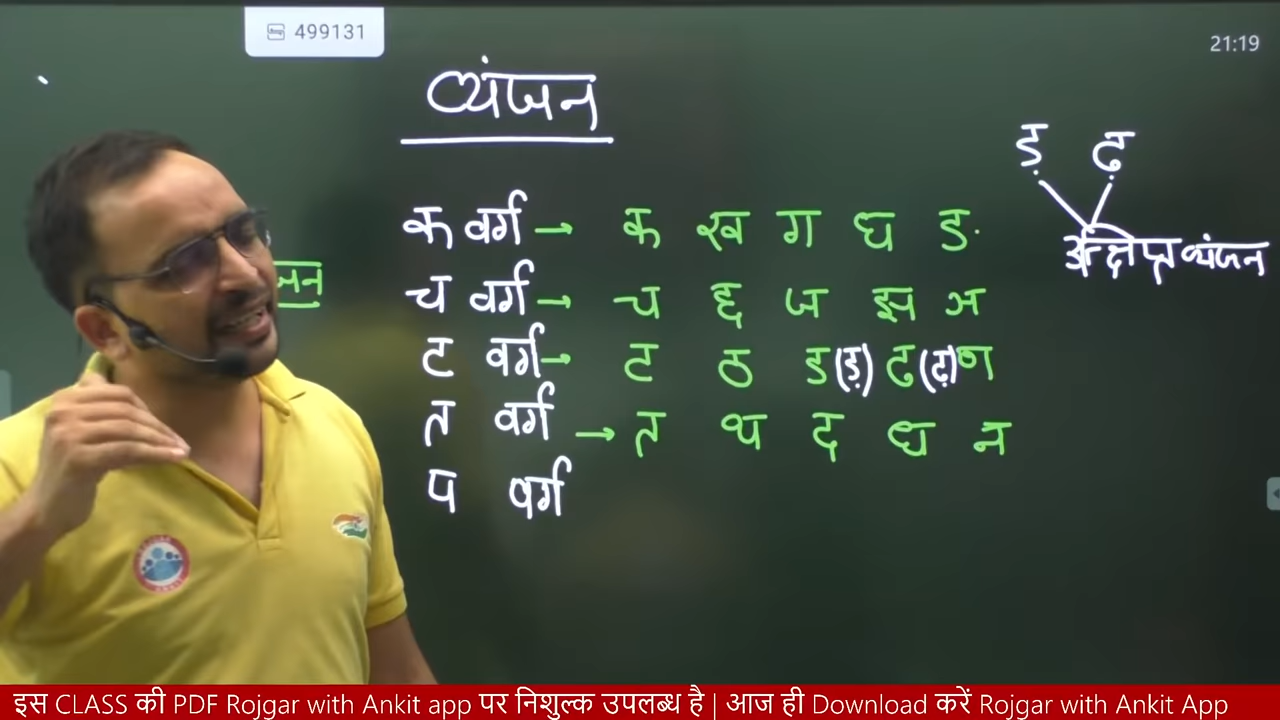 499131
21:19
व्यंजन
ड़ ढ़
क वर्ग → क ख ग घ ङ
व्यंजन
जन
च वर्ग → च छ ज झ ञ
ट वर्ग → ट ठ ड (ड़) ढ (ढ़) ण
त वर्ग → त थ द ध न
प वर्ग
इस CLASS की PDF Rojgar with Ankit app पर निशुल्क उपलब्ध है | आज ही Download करें Rojgar with Ankit App